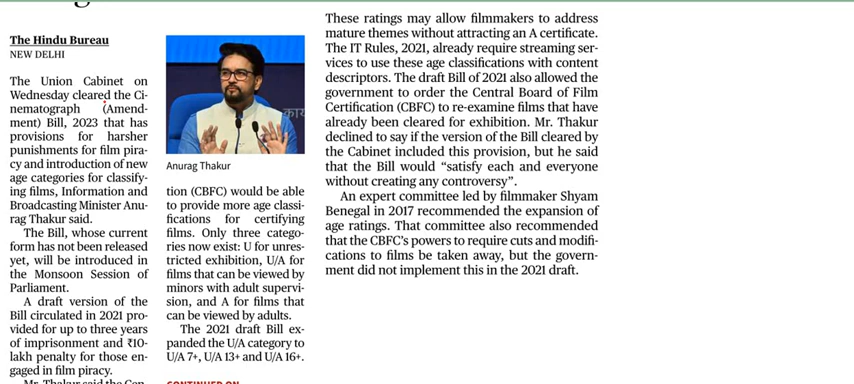 The Hindu Bureau
NEW DELHI
The Union Cabinet on
Wednesday cleared the Ci-
nematograph (Amend-
ment) Bill, 2023 that has
provisions for harsher
punishments for film pira-
cy and introduction of new
age categories for classify-
ing films, Information and
Broadcasting Minister Anu-
rag Thakur said.
The Bill, whose current
form has not been released
yet, will be introduced in
the Monsoon Session of
Parliament.
A draft version of the
Bill circulated in 2021 pro-
vided for up to three years
of imprisonment and ₹10-
lakh penalty for those en-
gaged in film piracy.
Mr. Thakur said the Cen-
Anurag Thakur
tion (CBFC) would be able
to provide more age classi-
fications for certifying
films. Only three catego-
ries now exist: U for unres-
tricted exhibition, U/A for
films that can be viewed by
minors with adult supervi-
sion, and A for films that
can be viewed by adults.
The 2021 draft Bill ex-
panded the U/A category to
U/A 7+, U/A 13+ and U/A 16+.
CONTINUED ON
These ratings may allow filmmakers to address
mature themes without attracting an A certificate.
The IT Rules, 2021, already require streaming ser-
vices to use these age classifications with content
descriptors. The draft Bill of 2021 also allowed the
government to order the Central Board of Film
Certification (CBFC) to re-examine films that have
already been cleared for exhibition. Mr. Thakur
declined to say if the version of the Bill cleared by
the Cabinet included this provision, but he said
that the Bill would “satisfy each and everyone
without creating any controversy”.
An expert committee led by filmmaker Shyam
Benegal in 2017 recommended the expansion of
age ratings. That committee also recommended
that the CBFC’s powers to require cuts and modifi-
cations to films be taken away, but the govern-
ment did not implement this in the 2021 draft.